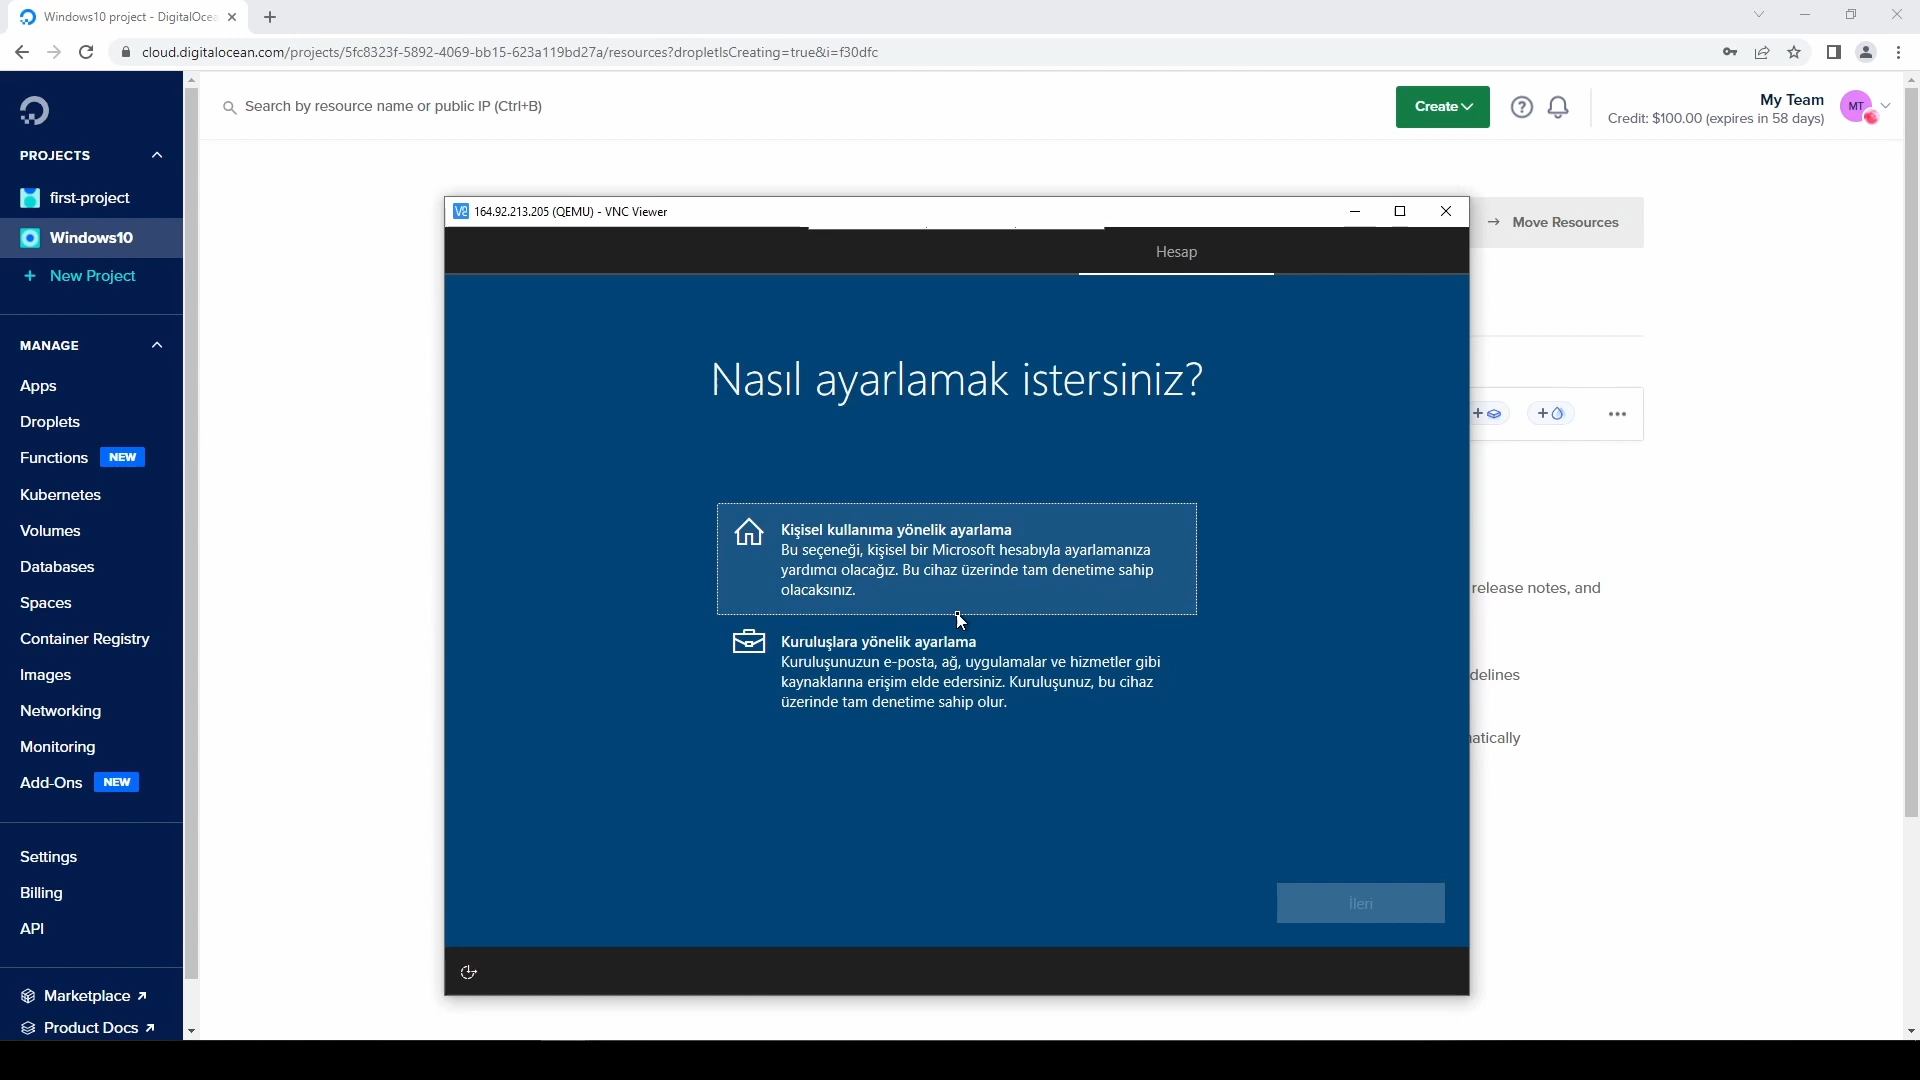 Windows10 project - DigitalOcea
cloud.digitalocean.com/projects/5fc8323f-5892-4069-bb15-623a119bd27a/resources?dropletIsCreating=true&i=f30dfc
Search by resource name or public IP (Ctrl+B)
Create
My Team
Credit: $100.00 (expires in 58 days)
MT
PROJECTS
first-project
Windows10
+ New Project
MANAGE
Apps
Droplets
Functions NEW
Kubernetes
Volumes
Databases
Spaces
Container Registry
Images
Networking
Monitoring
Add-Ons NEW
Settings
Billing
API
Marketplace
Product Docs
164.92.213.205 (QEMU) - VNC Viewer
Hesap
Nasıl ayarlamak istersiniz?
Kişisel kullanıma yönelik ayarlama
Bu seçeneği, kişisel bir Microsoft hesabıyla ayarlamanıza
yardımcı olacağız. Bu cihaz üzerinde tam denetime sahip
olacaksınız.
Kuruluşlara yönelik ayarlama
Kuruluşunuzun e-posta, ağ, uygulamalar ve hizmetler gibi
kaynaklarına erişim elde edersiniz. Kuruluşunuz, bu cihaz
üzerinde tam denetime sahip olur.
İleri
→ Move Resources
release notes, and
delines
atically